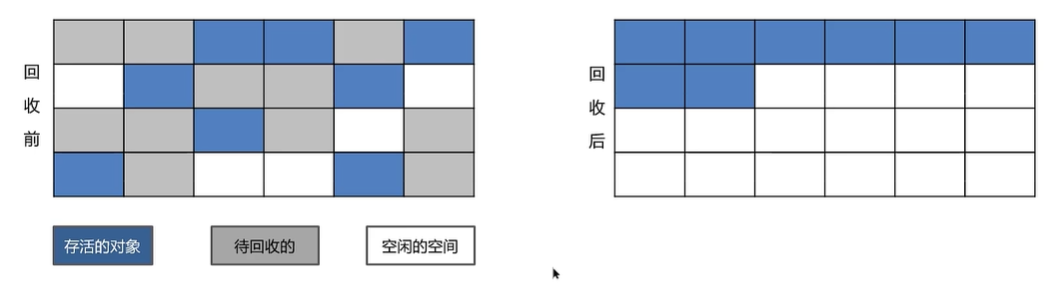 回收前
回收后
存活的对象
待回收的
空闲的空间